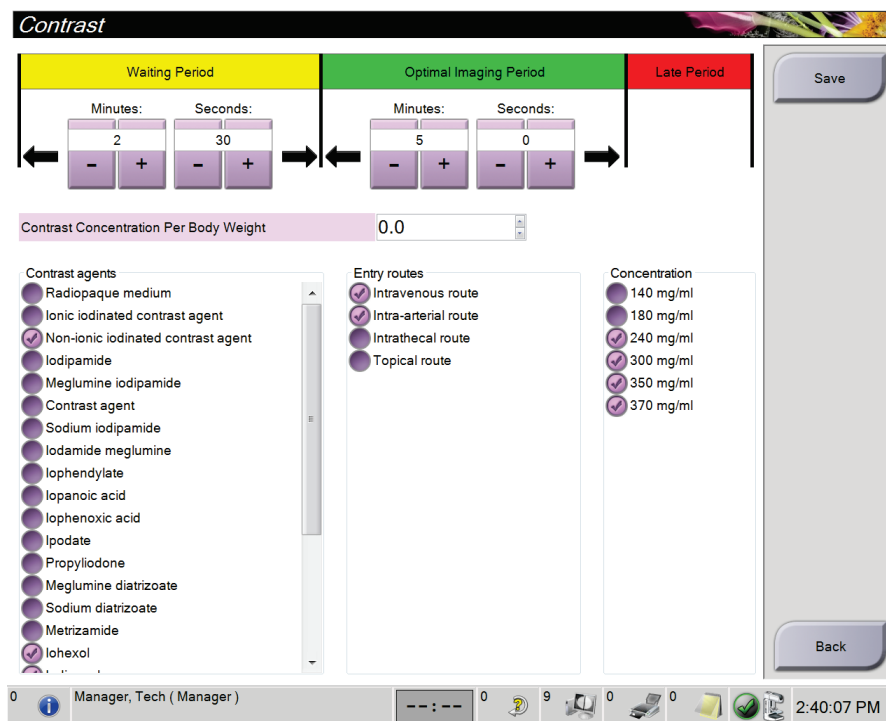 Contrast
Waiting Period
Optimal Imaging Period
Late Period
Save
Minutes: Seconds: Minutes: Seconds:
2 30 5 0
- + - + - + - +
Contrast Concentration Per Body Weight 0.0
Contrast agents
Radiopaque medium
Ionic iodinated contrast agent
Non-ionic iodinated contrast agent
Iodipamide
Meglumine iodipamide
Contrast agent
Sodium iodipamide
Iodamide meglumine
Iophendylate
Iopanoic acid
Iophenoxic acid
Ipodate
Propyliodone
Meglumine diatrizoate
Sodium diatrizoate
Metrizamide
Iohexol
Entry routes
Intravenous route
Intra-arterial route
Intrathecal route
Topical route
Concentration
140 mg/ml
180 mg/ml
240 mg/ml
300 mg/ml
350 mg/ml
370 mg/ml
Back
0 Manager, Tech ( Manager ) --:-- 0 9 0 0 2:40:07 PM